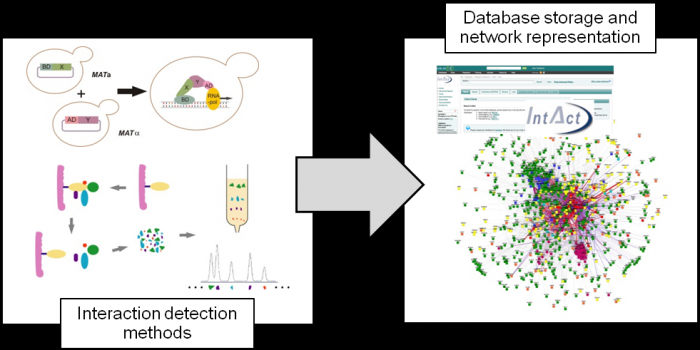 Database storage and
network representation
BD X
MATa
+
AD Y
MATα
X
Y
AD
BD
RNA
pol
IntAct
Interaction detection
methods